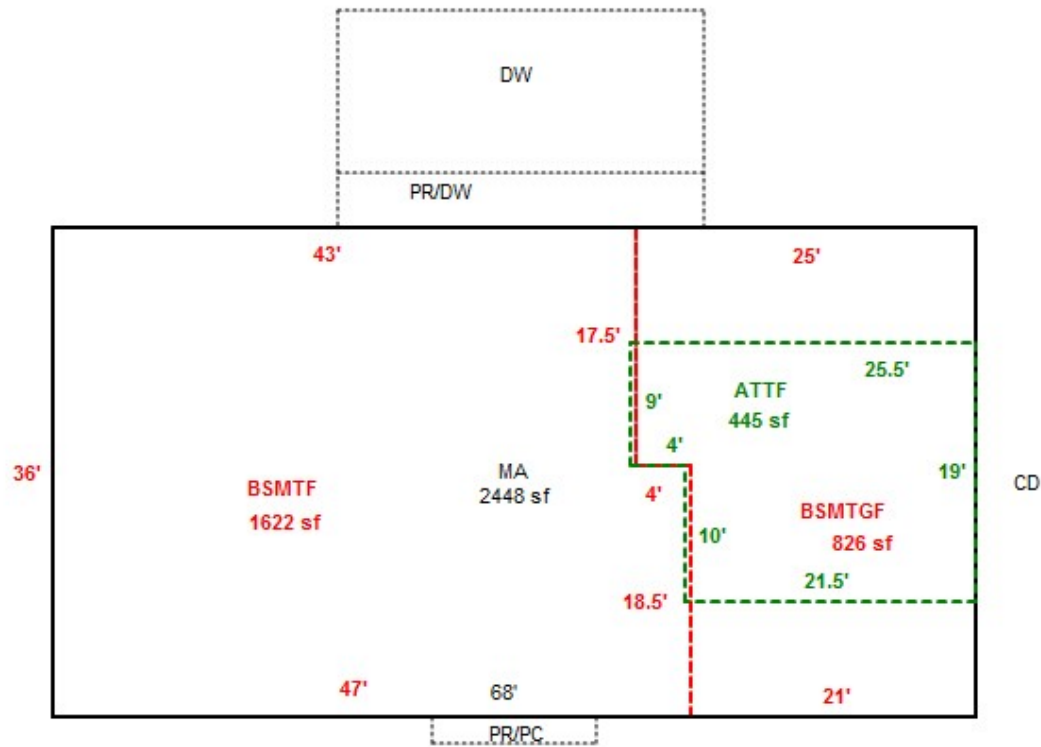 DW
PR/DW
43'
25'
17.5'
25.5'
ATTF
445 sf
9'
4'
36'
BSMTF
1622 sf
MA
2448 sf
4'
19'
CD
BSMTGF
826 sf
10'
21.5'
18.5'
47'
68'
21'
PR/PC